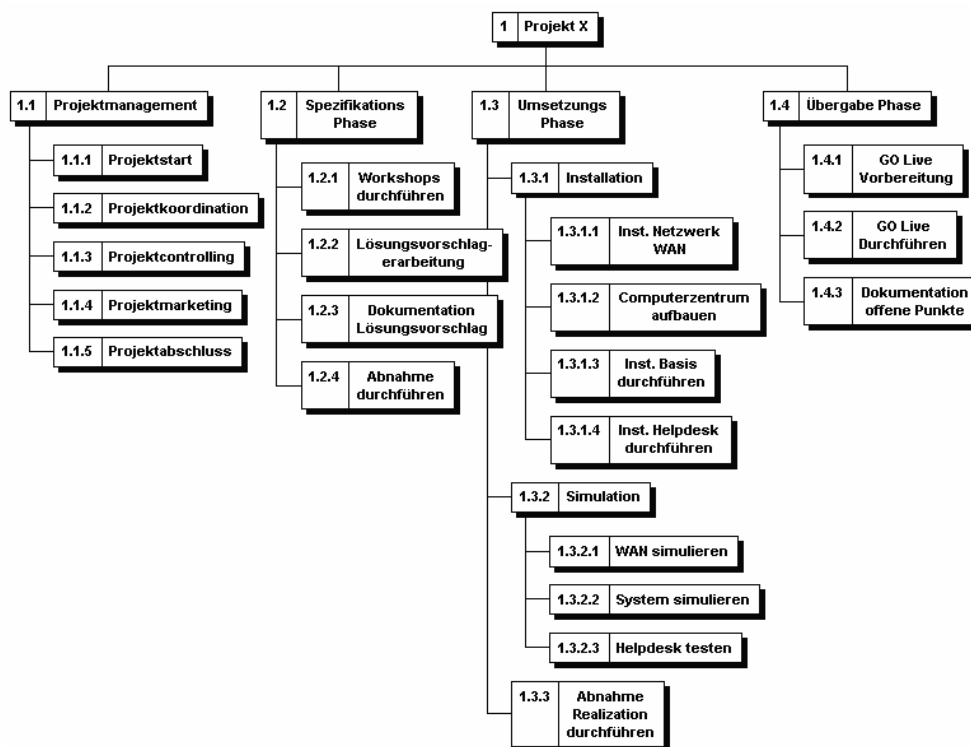 1 Projekt X
1.1 Projektmanagement
1.1.1 Projektstart
1.1.2 Projektkoordination
1.1.3 Projektcontrolling
1.1.4 Projektmarketing
1.1.5 Projektabschluss
1.2 Spezifikations
Phase
1.2.1 Workshops
durchführen
1.2.2 Lösungsvorschlag-
erarbeitung
1.2.3 Dokumentation
Lösungsvorschlag
1.2.4 Abnahme
durchführen
1.3 Umsetzungs
Phase
1.3.1 Installation
1.3.1.1 Inst. Netzwerk
WAN
1.3.1.2 Computerzentrum
aufbauen
1.3.1.3 Inst. Basis
durchführen
1.3.1.4 Inst. Helpdesk
durchführen
1.3.2 Simulation
1.3.2.1 WAN simulieren
1.3.2.2 System simulieren
1.3.2.3 Helpdesk testen
1.3.3 Abnahme
Realization
durchführen
1.4 Übergabe Phase
1.4.1 GO Live
Vorbereitung
1.4.2 GO Live
Durchführen
1.4.3 Dokumentation
offene Punkte